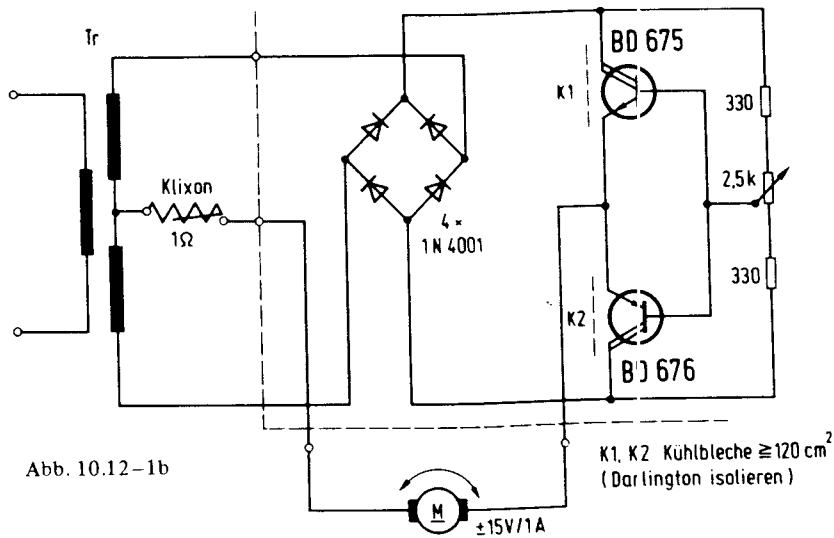 Tr
BD 675
K1
330
Klixon
1Ω
2,5k
4 ×
1N 4001
330
K2
BD 676
Abb. 10.12–1b
M
±15V/1A
K1, K2 Kühlbleche ≧120 cm²
(Darlington isolieren)